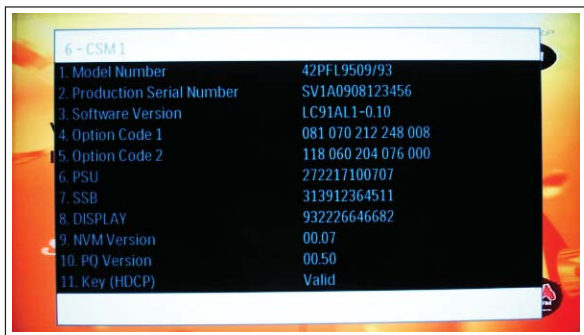 6 - CSM 1
1. Model Number 42PFL9509/93
2. Production Serial Number SV1A0908123456
3. Software Version LC91AL1-0.10
4. Option Code 1 081 070 212 248 008
5. Option Code 2 118 060 204 076 000
6. PSU 272217100707
7. SSB 313912364511
8. DISPLAY 932226646682
9. NVM Version 00.07
10. PQ Version 00.50
11. Key (HDCP) Valid